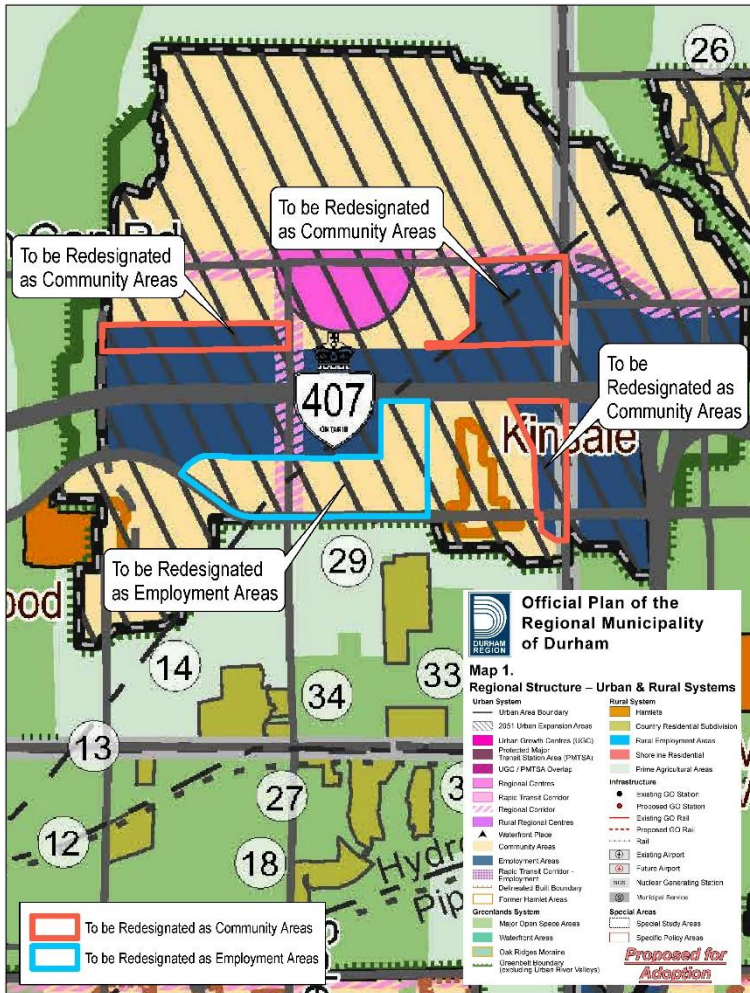 26
To be Redesignated
as Community Areas
To be Redesignated
as Community Areas
407
ONTARIO
To be
Redesignated as
Community Areas
Kinsale
To be Redesignated
as Employment Areas
29
14
34
33
13
27
12
18
Hydro
Pip
DURHAM
REGION
Official Plan of the
Regional Municipality
of Durham
Map 1.
Regional Structure – Urban & Rural Systems
Urban System
Urban Area Boundary
2051 Urban Expansion Areas
Urban Growth Centres (UGC)
Protected Major
Transit Station Area (PMTSA)
UGC / PMTSA Overlap
Regional Centres
Rapid Transit Corridor
Regional Corridor
Rural Regional Centres
Waterfront Place
Community Areas
Employment Areas
Rapid Transit Corridor -
Employment
Delineated Built Boundary
Former Hamlet Areas
Greenlands System
Major Open Space Areas
Waterfront Areas
Oak Ridges Moraine
Greenbelt Boundary
(excluding Urban River Valleys)
Rural System
Hamlets
Country Residential Subdivision
Rural Employment Areas
Shoreline Residential
Prime Agricultural Areas
Infrastructure
Existing GO Station
Proposed GO Station
Existing GO Rail
Proposed GO Rail
Rail
Existing Airport
Future Airport
NGS Nuclear Generating Station
Municipal Service
Special Areas
Special Study Areas
Specific Policy Areas
Proposed for
Adoption
To be Redesignated as Community Areas
To be Redesignated as Employment Areas